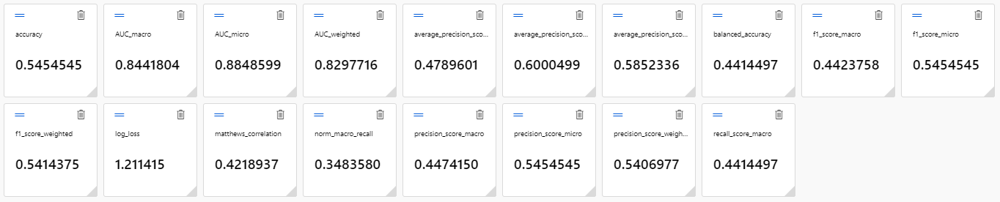 accuracy AUC_macro AUC_micro AUC_weighted average_precision_sco... average_precision_sco... average_precision_sco... balanced_accuracy f1_score_macro f1_score_micro
0.5454545 0.8441804 0.8848599 0.8297716 0.4789601 0.6000499 0.5852336 0.4414497 0.4423758 0.5454545
f1_score_weighted log_loss matthews_correlation norm_macro_recall precision_score_macro precision_score_micro precision_score_weigh... recall_score_macro
0.5414375 1.211415 0.4218937 0.3483580 0.4474150 0.5454545 0.5406977 0.4414497